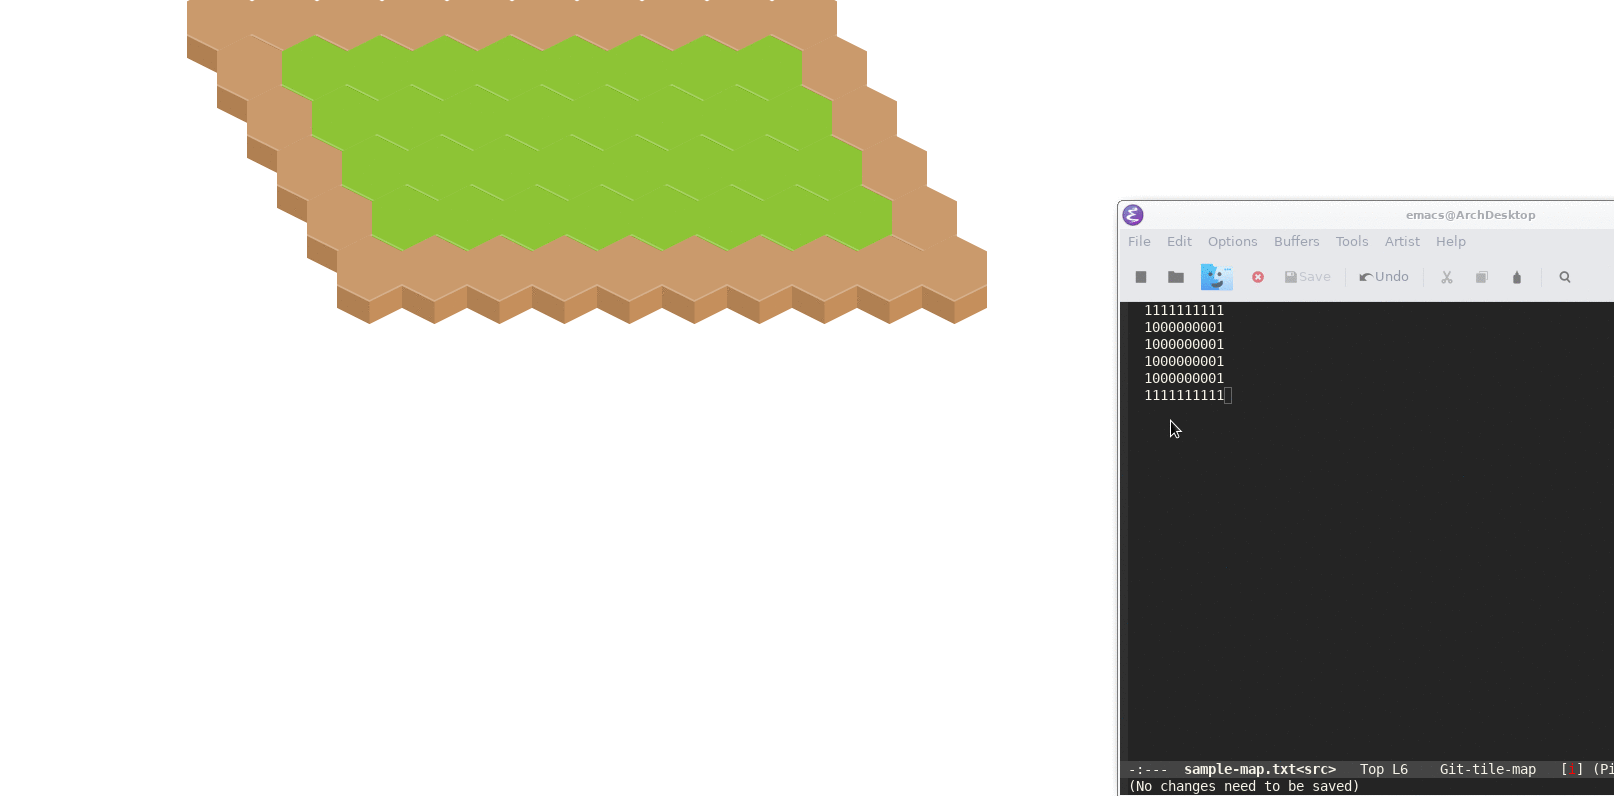 emacs@ArchDesktop
File Edit Options Buffers Tools Artist Help
Save Undo
1111111111
1000000001
1000000001
1000000001
1000000001
1111111111
-:--- sample-map.txt<src> Top L6 Git-tile-map [!] (Pi
(No changes need to be saved)